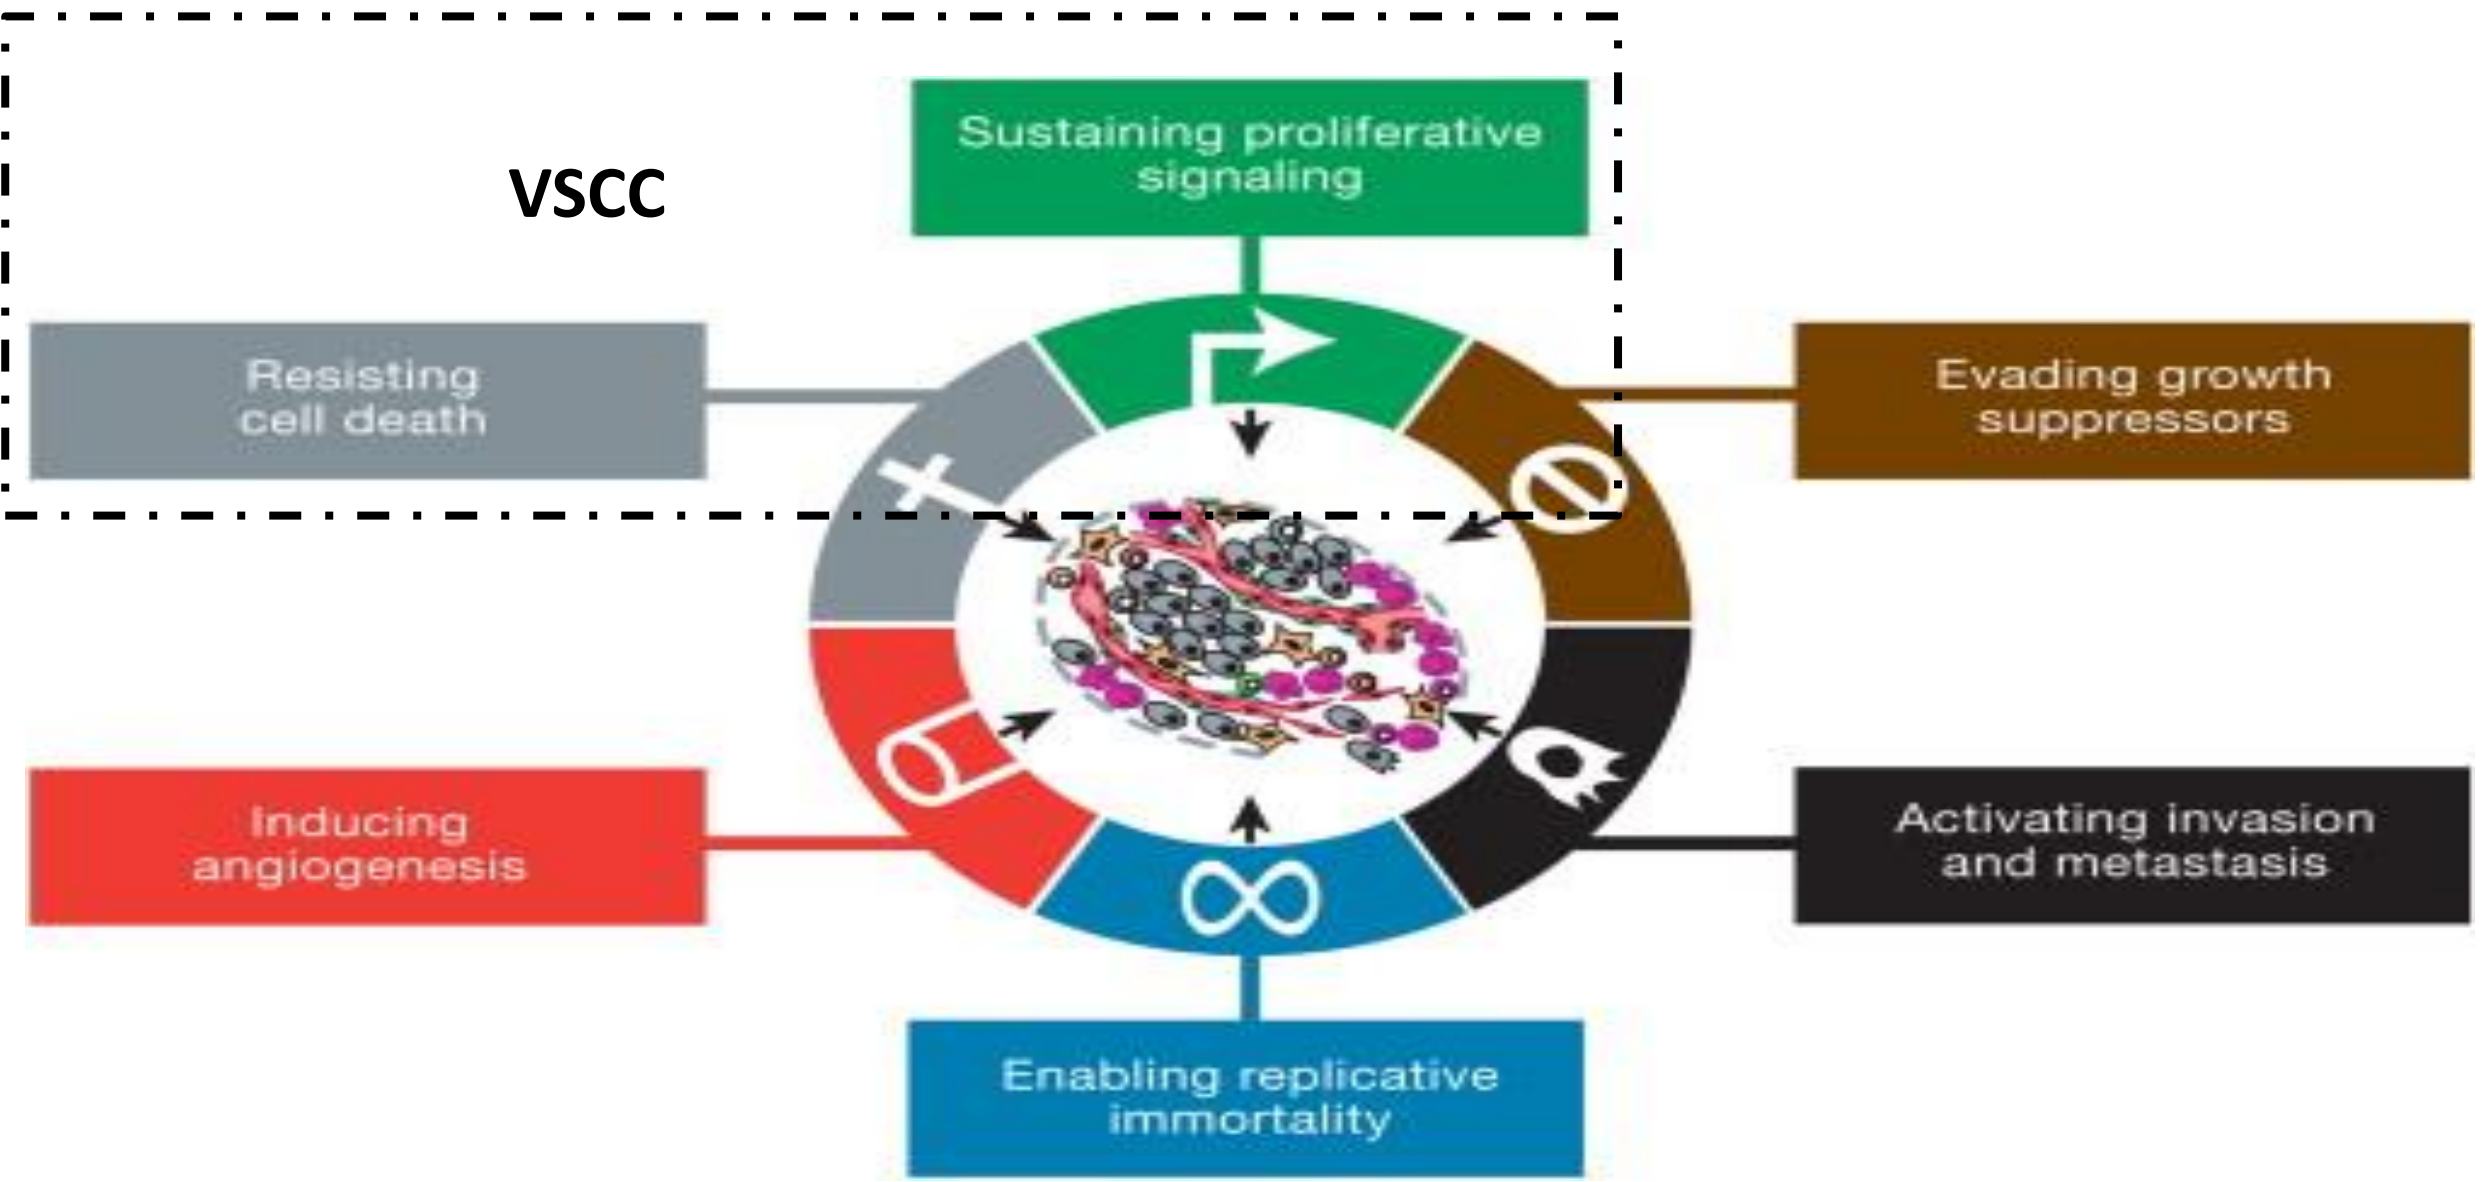 Sustaining proliferative
signaling
VSCC
Resisting
cell death
Evading growth
suppressors
Inducing
angiogenesis
Activating invasion
and metastasis
Enabling replicative
immortality